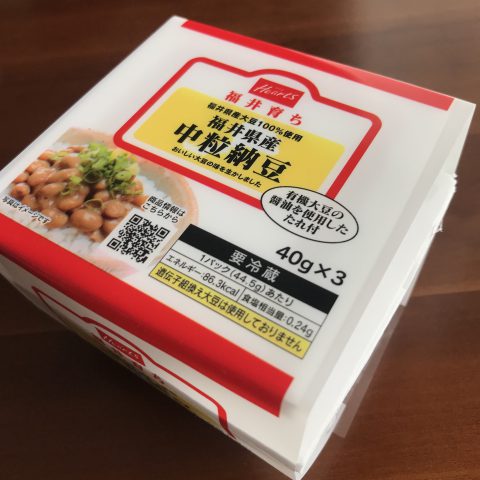 Hearts
福井育ち
福井県産大豆100%使用
福井県産
中粒納豆
おいしい大豆の味を生かしました
有機大豆の
醤油を使用した
たれ付
商品情報は
こちらから
写真はイメージです。
40g×3
要冷蔵
1パック(44.5g)あたり
エネルギー:86.3kcal 食塩相当量:0.24g
遺伝子組換え大豆は使用しておりません
Hearts